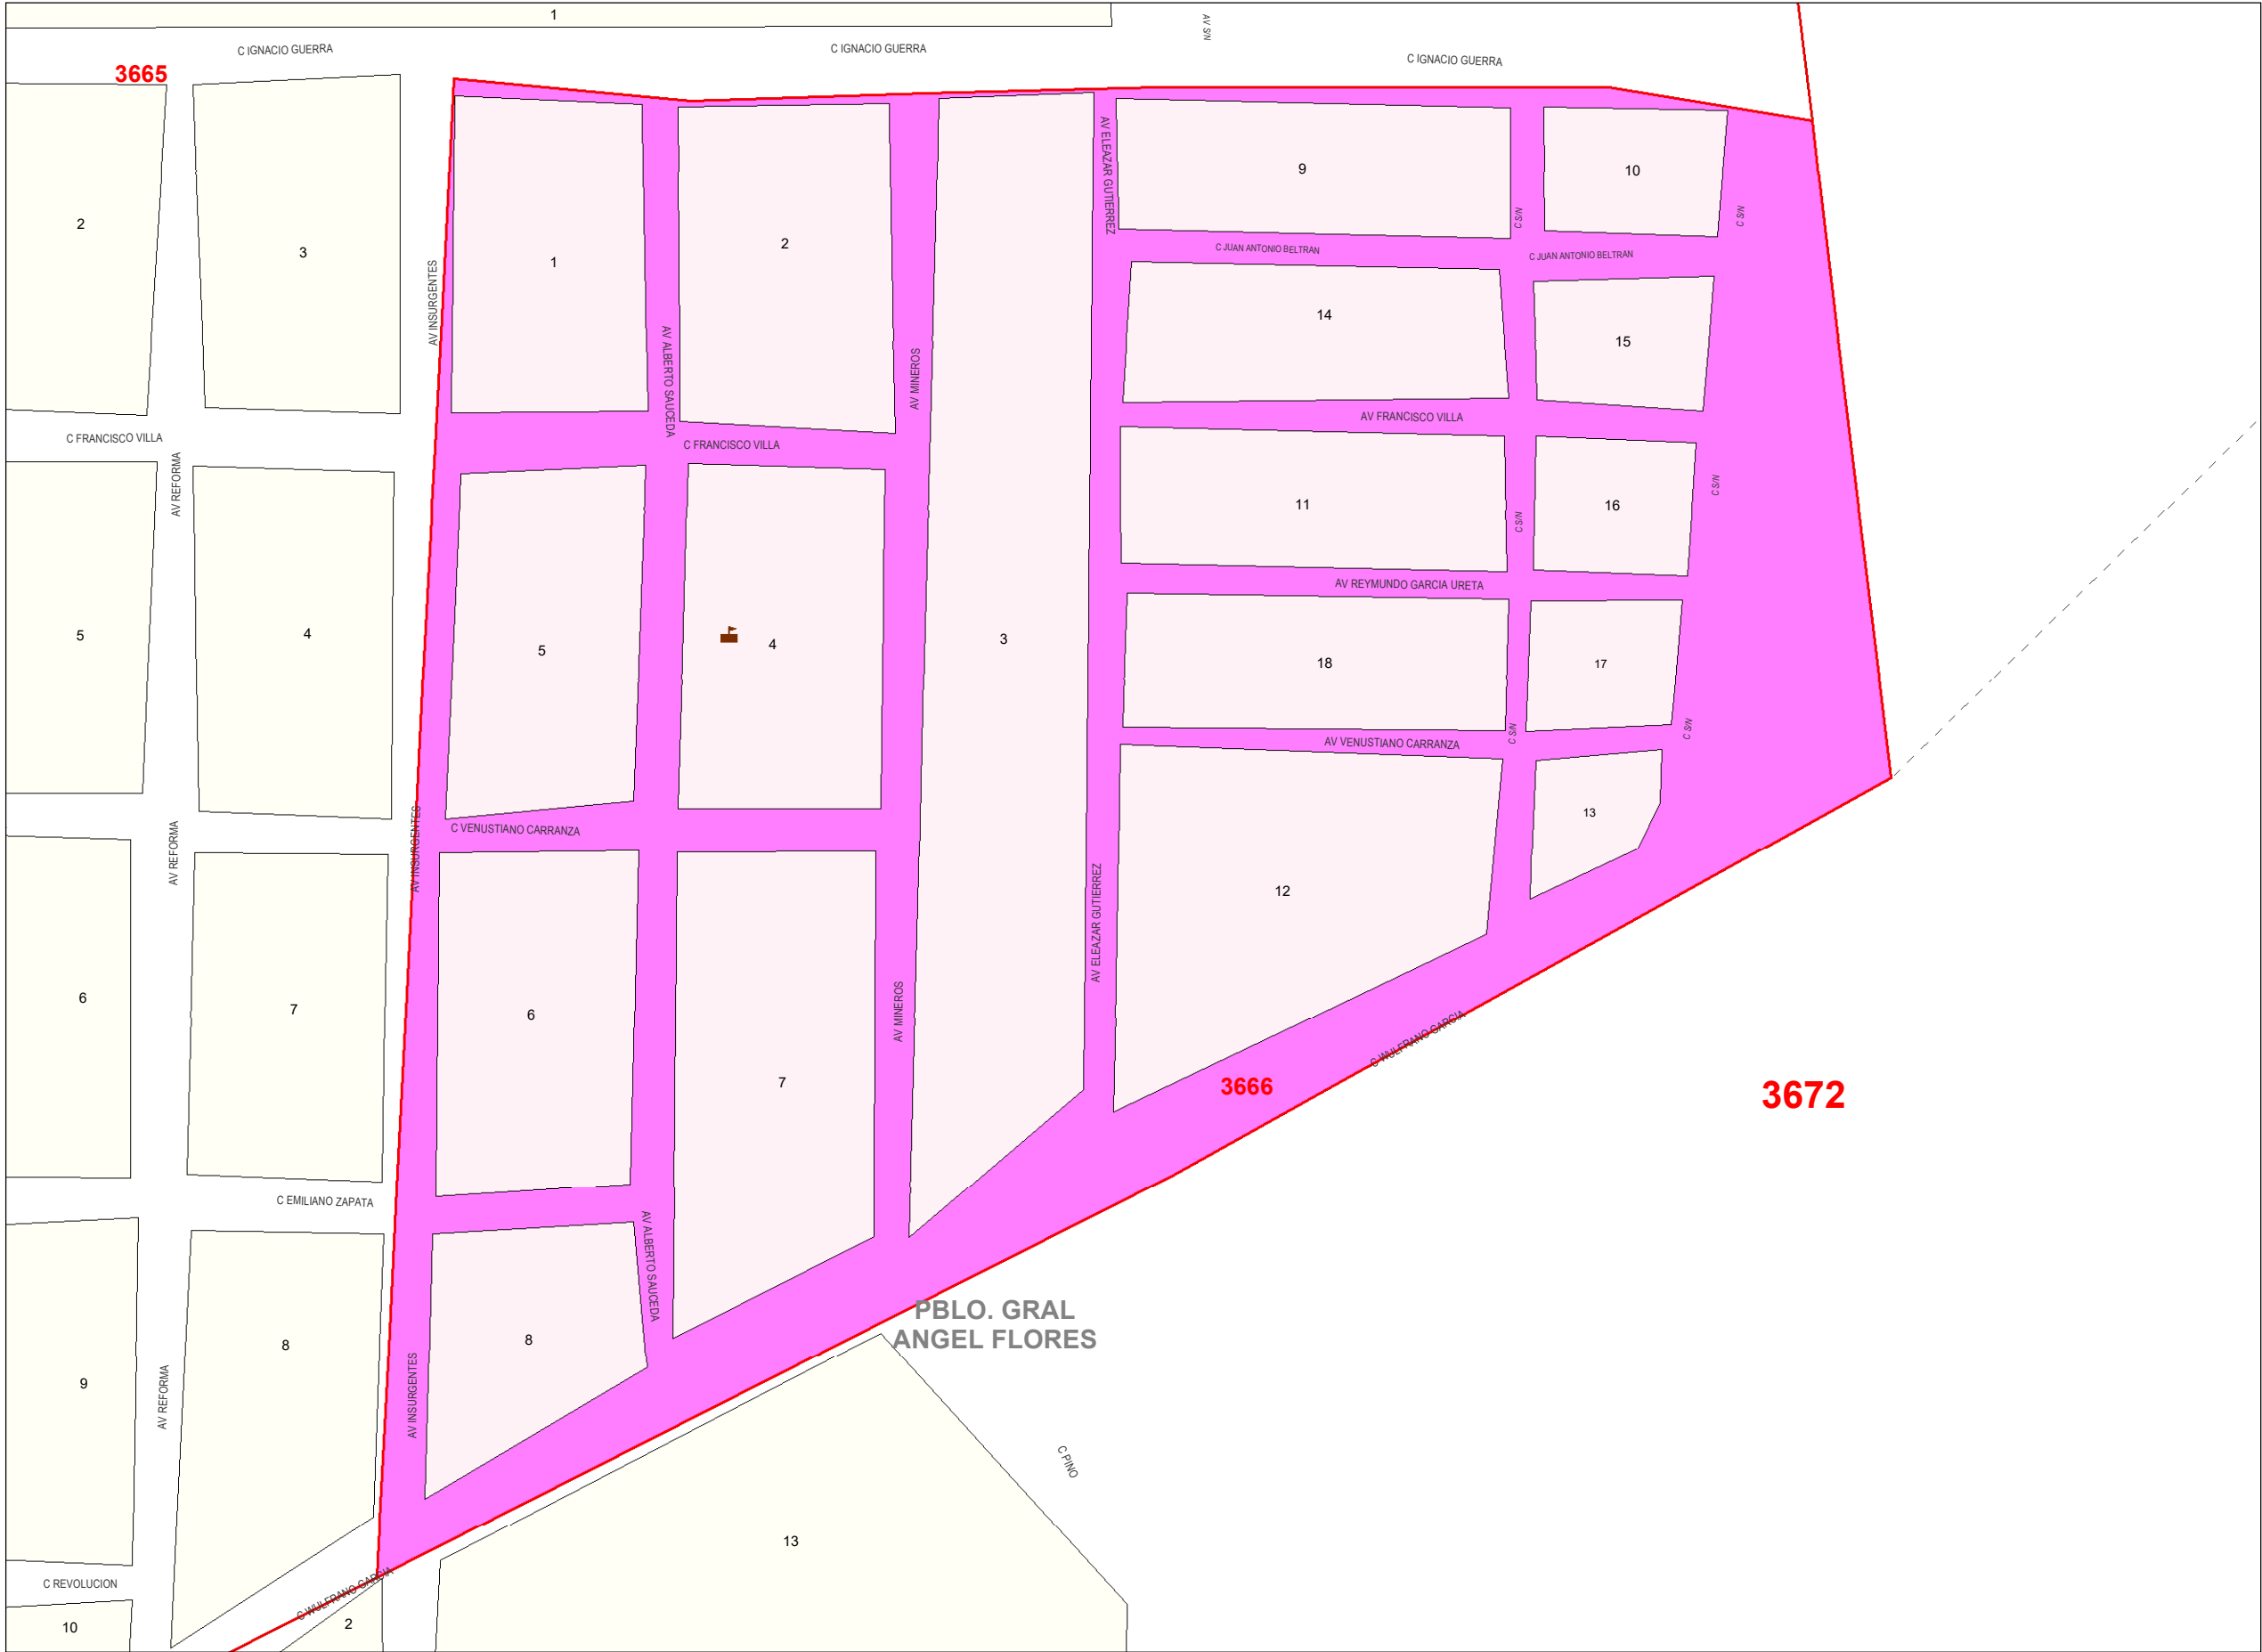 1
AV S/N
C IGNACIO GUERRA
C IGNACIO GUERRA
C IGNACIO GUERRA
3665
AV ELEAZAR GUTIERREZ
9
10
C S/N
C S/N
2
3
1
2
C JUAN ANTONIO BELTRAN
C JUAN ANTONIO BELTRAN
AV INSURGENTES
14
15
AV ALBERTO SAUCEDA
AV MINEROS
AV FRANCISCO VILLA
C FRANCISCO VILLA
C FRANCISCO VILLA
AV REFORMA
C S/N
11
16
C S/N
AV REYMUNDO GARCIA URETA
5
4
5
4
3
18
17
C S/N
C S/N
AV VENUSTIANO CARRANZA
13
C VENUSTIANO CARRANZA
AV INSURGENTES
AV REFORMA
12
AV ELEAZAR GUTIERREZ
6
7
6
AV MINEROS
C WULFRANO GARCIA
7
3666
3672
C EMILIANO ZAPATA
AV ALBERTO SAUCEDA
PBLO. GRAL
ANGEL FLORES
8
8
9
AV REFORMA
AV INSURGENTES
C PINO
13
C REVOLUCION
C WULFRANO GARCIA
10
2